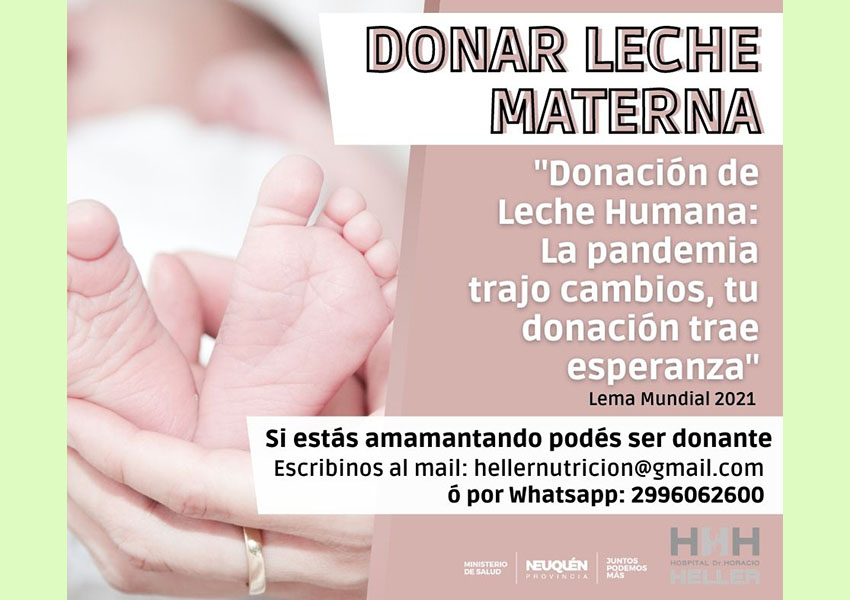 DONAR LECHE
MATERNA
"Donación de
Leche Humana:
La pandemia
trajo cambios, tu
donación trae
esperanza"
Lema Mundial 2021
Si estás amamantando podés ser donante
Escribinos al mail: hellernutricion@gmail.com
ó por Whatsapp: 2996062600
MINISTERIO
DE SALUD
NEUQUÉN
PROVINCIA
JUNTOS
PODEMOS
MÁS
HHH
HOSPITAL Dr HORACIO
HELLER